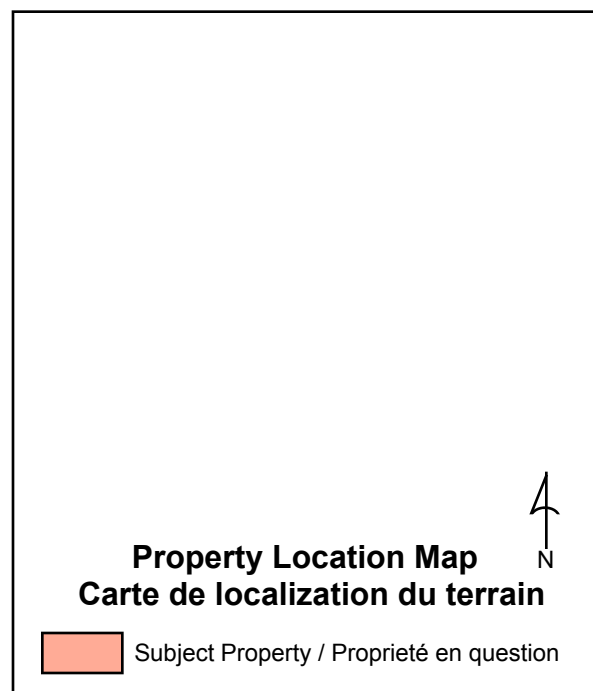 N
Property Location Map
Carte de localization du terrain
Subject Property / Proprieté en question